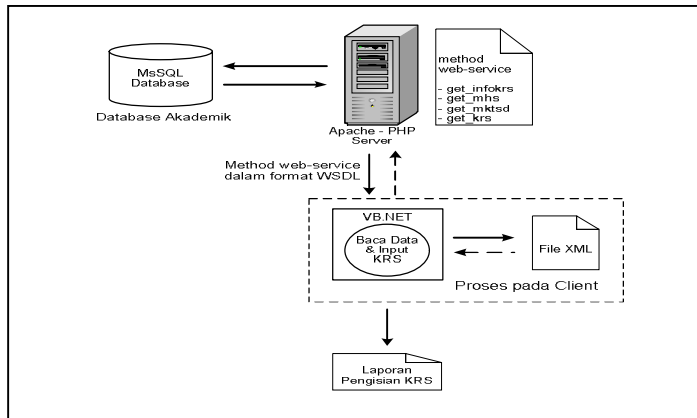 MsSQL
Database
Database Akademik
Apache - PHP
Server
method
web-service
- get_infokrs
- get_mhs
- get_mktsd
- get_krs
Method web-service
dalam format WSDL
VB.NET
Baca Data
& Input
KRS
File XML
Proses pada Client
Laporan
Pengisian KRS